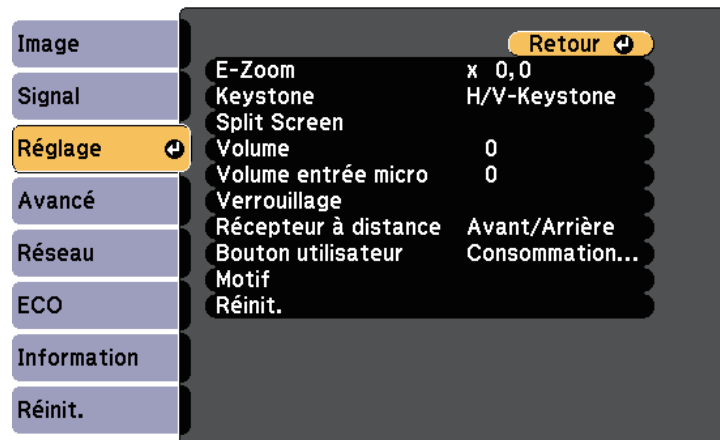 Image
Signal
Réglage
Avancé
Réseau
ECO
Information
Réinit.
Retour
E-Zoom x 0,0
Keystone H/V-Keystone
Split Screen
Volume 0
Volume entrée micro 0
Verrouillage
Récepteur à distance Avant/Arrière
Bouton utilisateur Consommation...
Motif
Réinit.